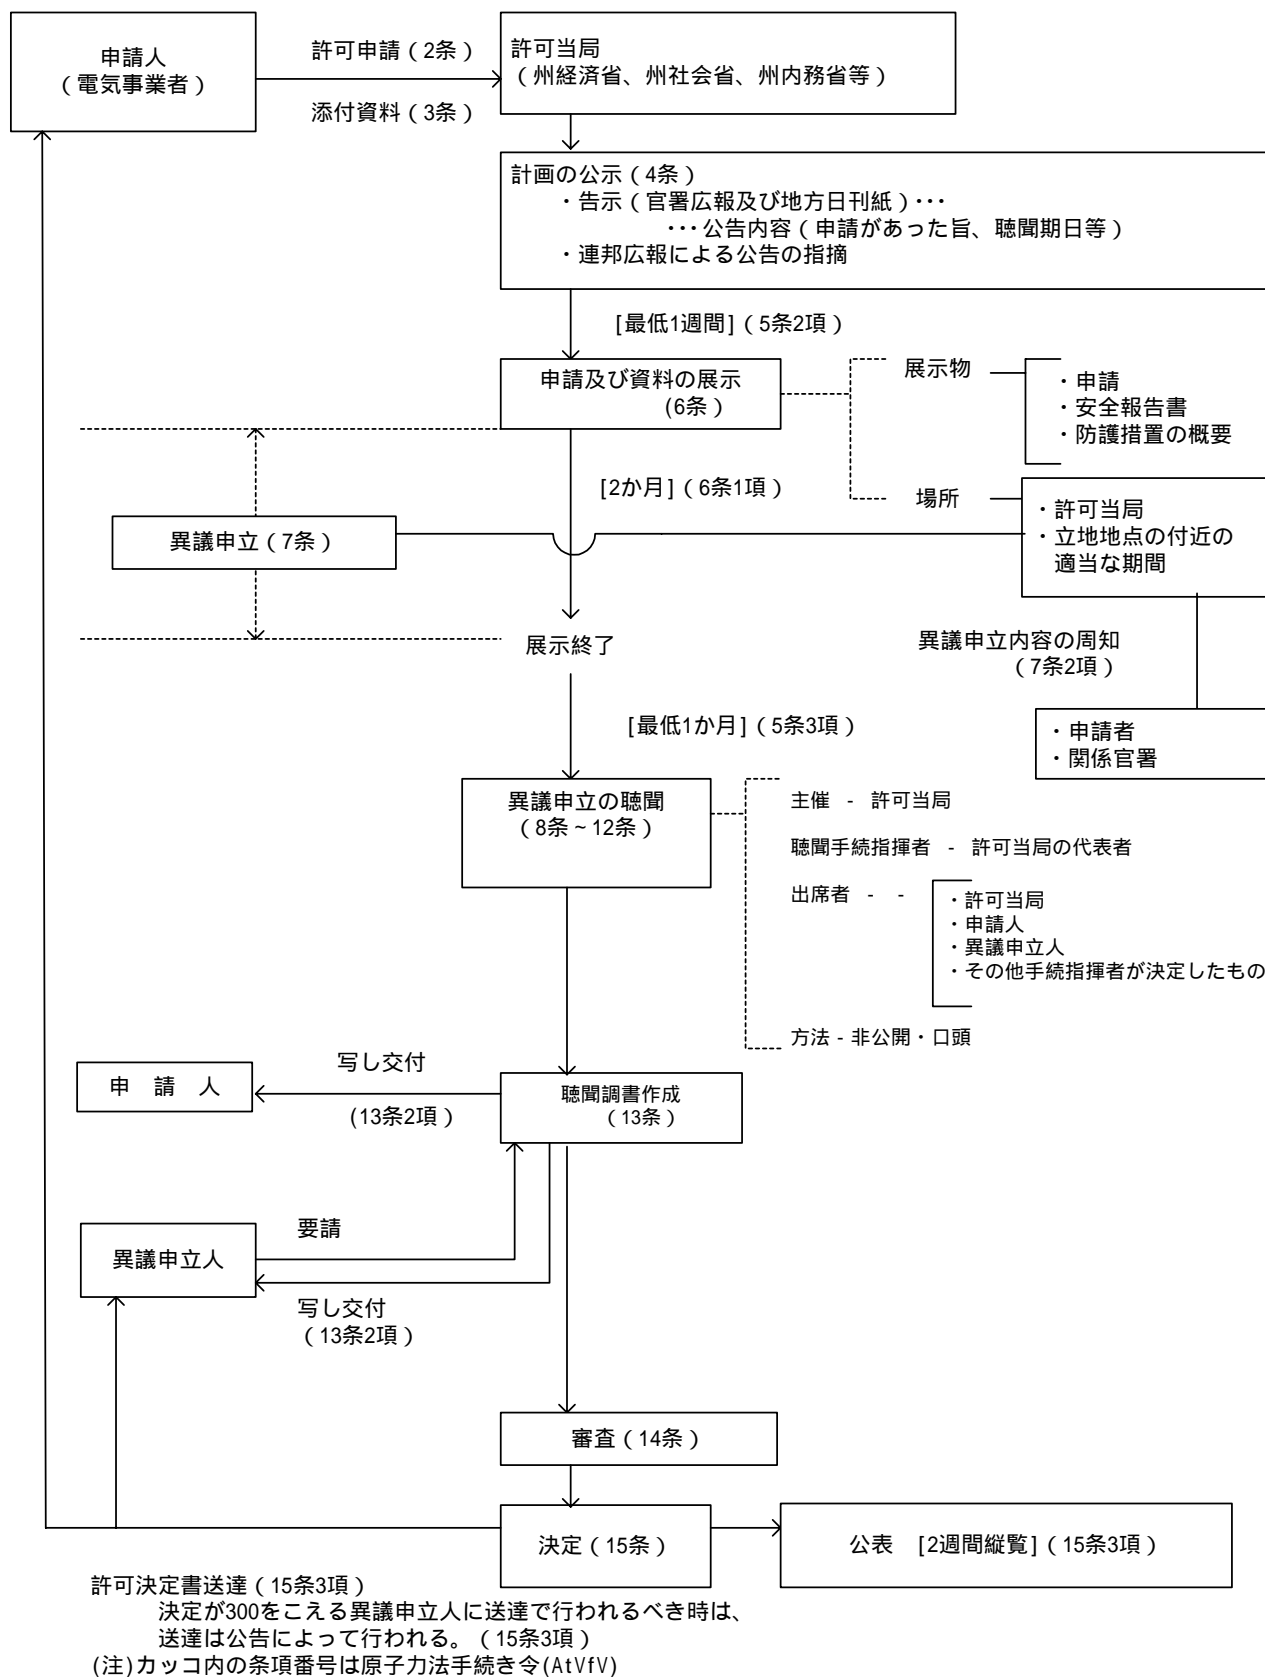 申請人
（電気事業者）
許可申請（2条）
添付資料（3条）
許可当局
（州経済省、州社会省、州内務省等）
計画の公示（4条）
・告示（官署広報及び地方日刊紙）・・・
・・・公告内容（申請があった旨、聴聞期日等）
・連邦広報による公告の指摘
[最低1週間]（5条2項）
申請及び資料の展示
(6条）
展示物
・申請
・安全報告書
・防護措置の概要
[2か月]（6条1項）
場所
・許可当局
・立地地点の付近の
適当な期間
異議申立（7条）
展示終了
異議申立内容の周知
（7条2項）
・申請者
・関係官署
[最低1か月]（5条3項）
異議申立の聴聞
（8条～12条）
主催 - 許可当局
聴聞手続指揮者 - 許可当局の代表者
出席者 - -
・許可当局
・申請人
・異議申立人
・その他手続指揮者が決定したもの
方法 - 非公開・口頭
写し交付
申 請 人
(13条2項）
聴聞調書作成
（13条）
要請
異議申立人
写し交付
（13条2項）
審査（14条）
決定（15条）
公表 [2週間縦覧]（15条3項）
許可決定書送達（15条3項）
決定が300をこえる異議申立人に送達で行われるべき時は、
送達は公告によって行われる。（15条3項）
(注)カッコ内の条項番号は原子力法手続き令(AtVfV)